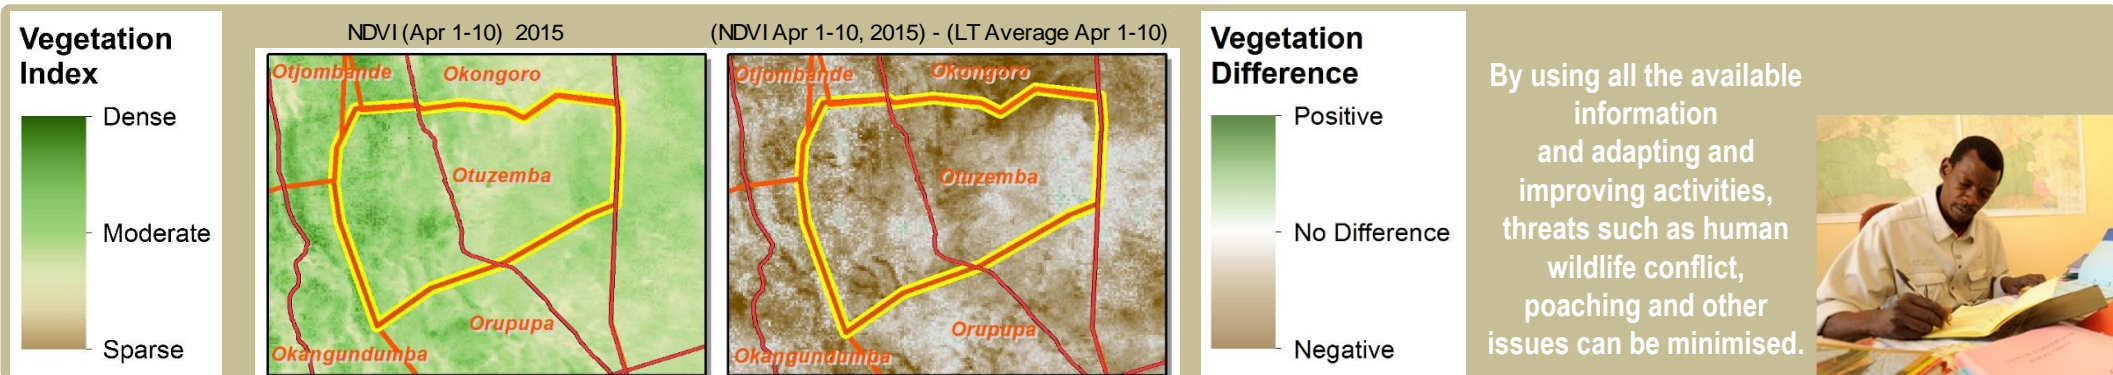 Vegetation
Index
Dense
Moderate
Sparse
NDVI (Apr 1-10) 2015
Otjombande
Okongoro
Otuzemba
Orupupa
Okangundumba
(NDVI Apr 1-10, 2015) - (LT Average Apr 1-10)
Otjombande
Okongoro
Otuzemba
Orupupa
Okangundumba
Vegetation
Difference
Positive
No Difference
Negative
By using all the available
information
and adapting and
improving activities,
threats such as human
wildlife conflict,
poaching and other
issues can be minimised.